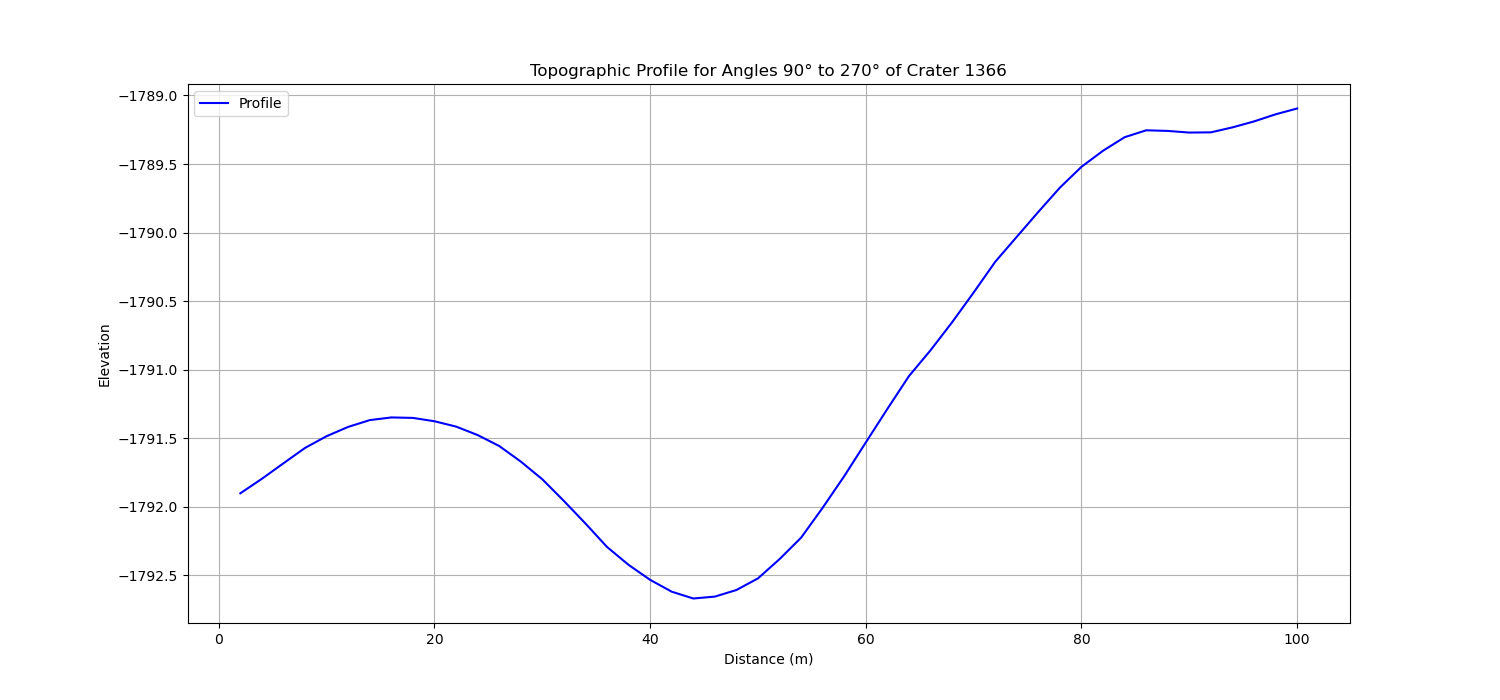 Topographic Profile for Angles 90° to 270° of Crater 1366
Profile
Elevation
−1789.0
−1789.5
−1790.0
−1790.5
−1791.0
−1791.5
−1792.0
−1792.5
0 20 40 60 80 100
Distance (m)